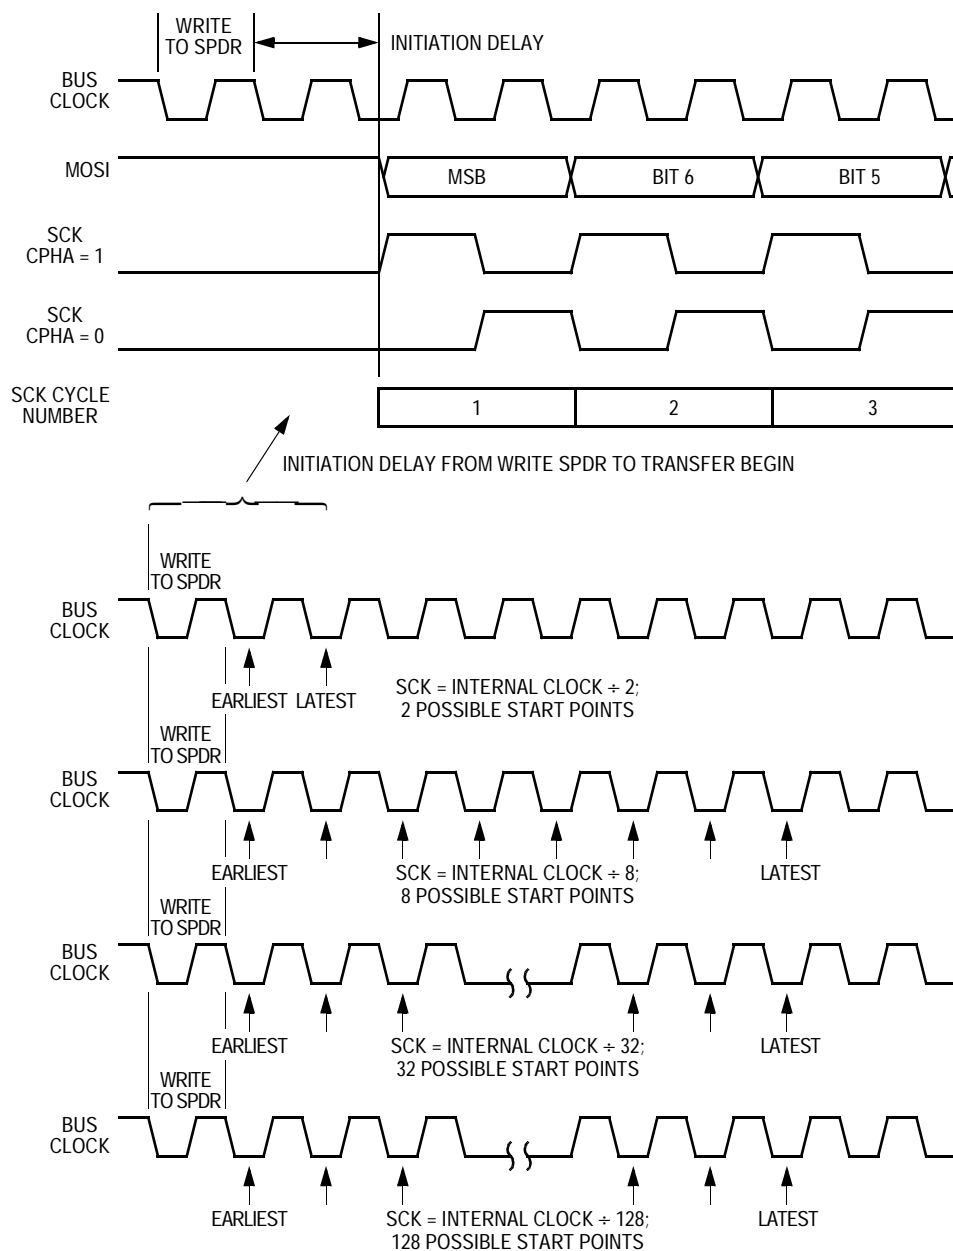 WRITE
TO SPDR
INITIATION DELAY
BUS
CLOCK
MOSI
MSB
BIT 6
BIT 5
SCK
CPHA = 1
SCK
CPHA = 0
SCK CYCLE
NUMBER
1
2
3
INITIATION DELAY FROM WRITE SPDR TO TRANSFER BEGIN
WRITE
TO SPDR
BUS
CLOCK
EARLIEST
LATEST
SCK = INTERNAL CLOCK ÷ 2;
2 POSSIBLE START POINTS
WRITE
TO SPDR
BUS
CLOCK
EARLIEST
SCK = INTERNAL CLOCK ÷ 8;
8 POSSIBLE START POINTS
LATEST
WRITE
TO SPDR
BUS
CLOCK
EARLIEST
SCK = INTERNAL CLOCK ÷ 32;
32 POSSIBLE START POINTS
LATEST
WRITE
TO SPDR
BUS
CLOCK
EARLIEST
SCK = INTERNAL CLOCK ÷ 128;
128 POSSIBLE START POINTS
LATEST